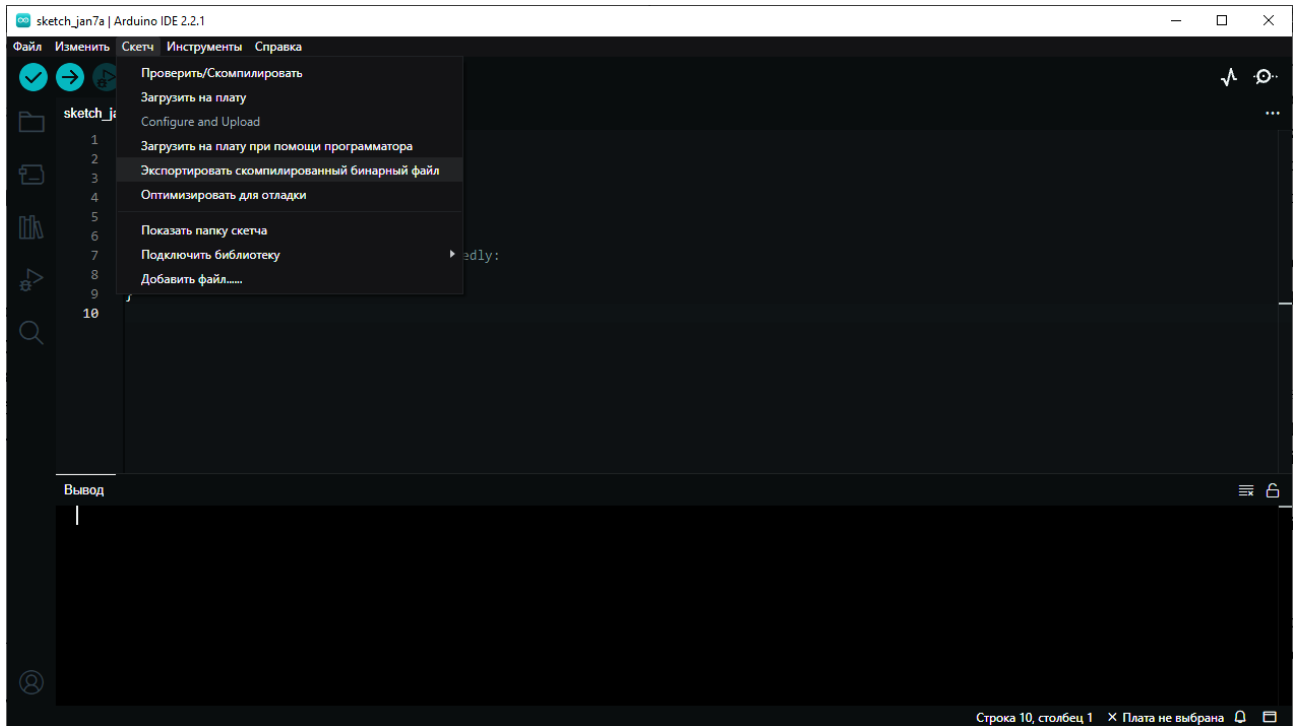 sketch_jan7a | Arduino IDE 2.2.1
Файл Изменить Скетч Инструменты Справка
Проверить/Скомпилировать
Загрузить на плату
sketch_ja
Configure and Upload
1
Загрузить на плату при помощи программатора
2
Экспортировать скомпилированный бинарный файл
3
Оптимизировать для отладки
4
5
Показать папку скетча
6
7
Подключить библиотеку
edly:
8
Добавить файл......
9
}
10
Вывод
Строка 10, столбец 1 × Плата не выбрана